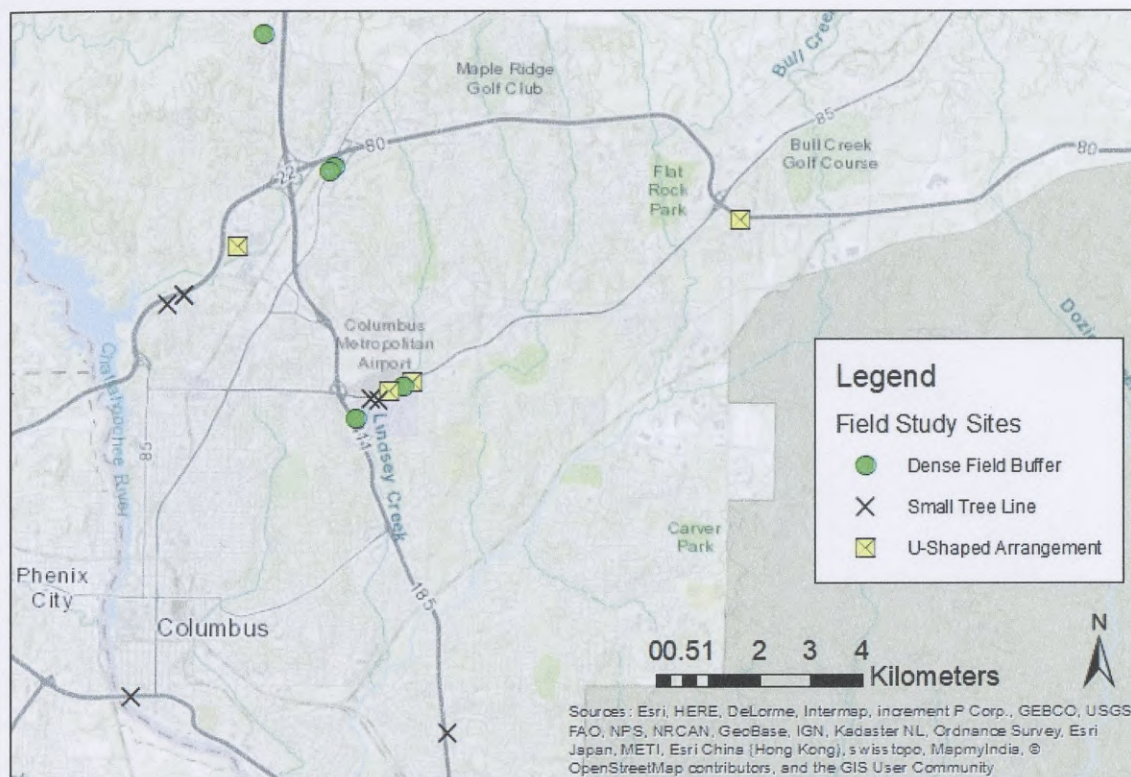 Maple Ridge
Golf Club
Bull Creek
80
85
Bull Creek
Golf Course
80
22
Flat
Rock
Park
Columbus
Metropolitan
Airport
Chattahoochee River
85
Lindsey Creek
185
Carver
Park
Phenix
City
Columbus
Legend
Field Study Sites
Dense Field Buffer
Small Tree Line
U-Shaped Arrangement
N
00.51 2 3 4
Kilometers
Sources: Esri, HERE, DeLorme, Intermap, increment P Corp., GEBCO, USGS,
FAO, NPS, NRCAN, GeoBase, IGN, Kadaster NL, Ordnance Survey, Esri
Japan, METI, Esri China (Hong Kong), swisstopo, MapmyIndia, ©
OpenStreetMap contributors, and the GIS User Community